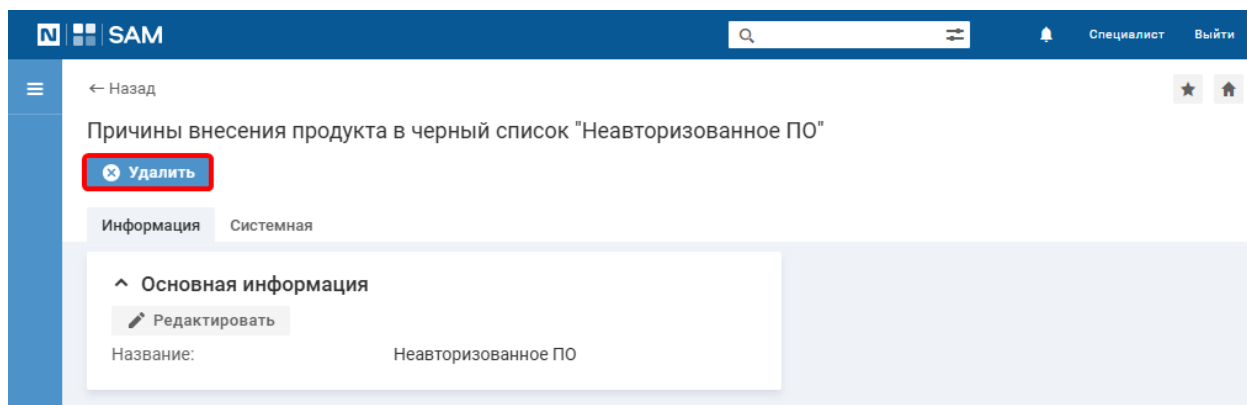 N SAM Специалист Выйти
← Назад
Причины внесения продукта в черный список "Неавторизованное ПО"
Удалить
Информация Системная
Основная информация
Редактировать
Название: Неавторизованное ПО